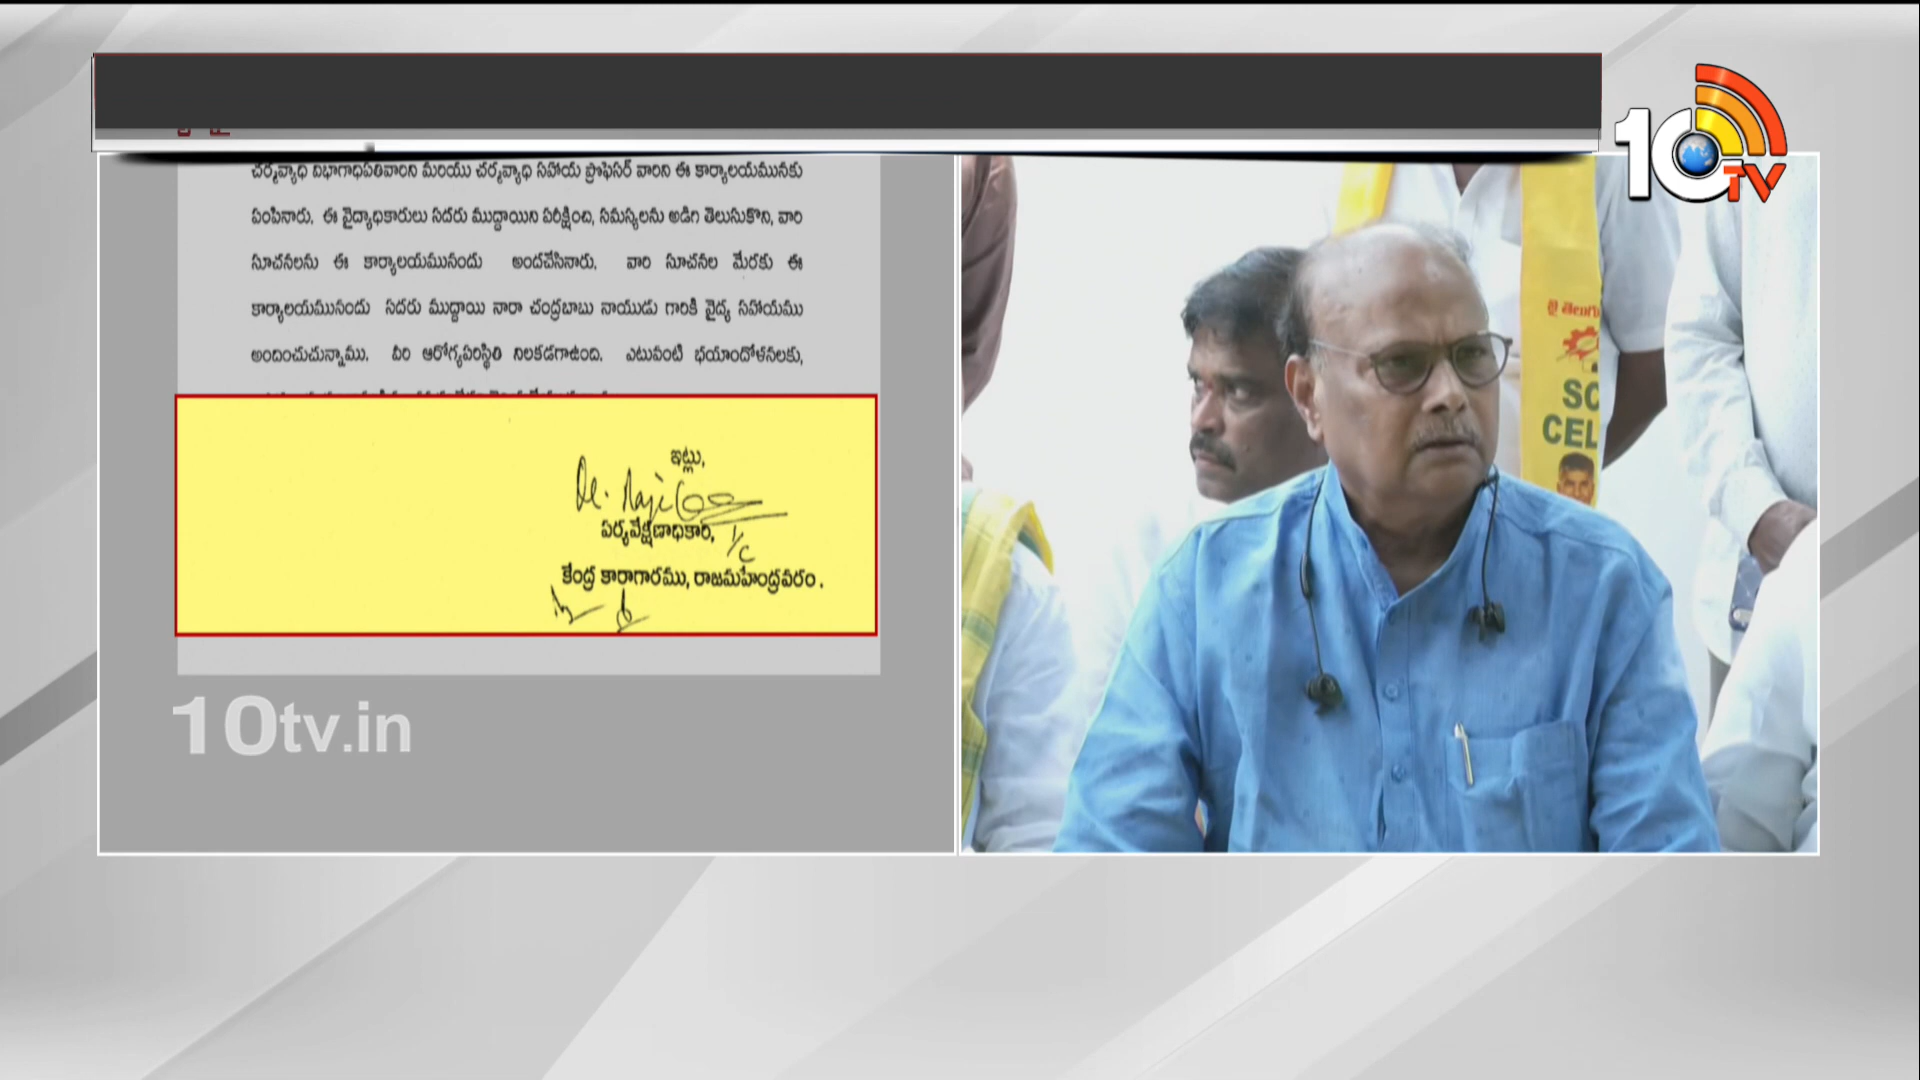 10TV
చర్మవ్యాధి విభాగాధిపతివారిని మరియు చర్మవ్యాధి సహాయ ప్రొఫెసర్ వారిని ఈ కార్యాలయమునకు
పంపినారు. ఈ వైద్యాధికారులు సదరు ముద్దాయిని పరీక్షించి, సమస్యలను అడిగి తెలుసుకొని, వారి
సూచనలను ఈ కార్యాలయమునందు అందచేసినారు. వారి సూచనల మేరకు ఈ
కార్యాలయమునందు సదరు ముద్దాయి నారా చంద్రబాబు నాయుడు గారికి వైద్య సహాయము
అందించుచున్నాము. వీరి ఆరోగ్యపరిస్థితి నిలకడగాఉంది. ఎటువంటి భయాందోళనలకు,
ఇట్లు,
పర్యవేక్షణాధికారి,
కేంద్ర కారాగారము, రాజమహేంద్రవరం.
10tv.in
జై తెలుగు
SC
CEL